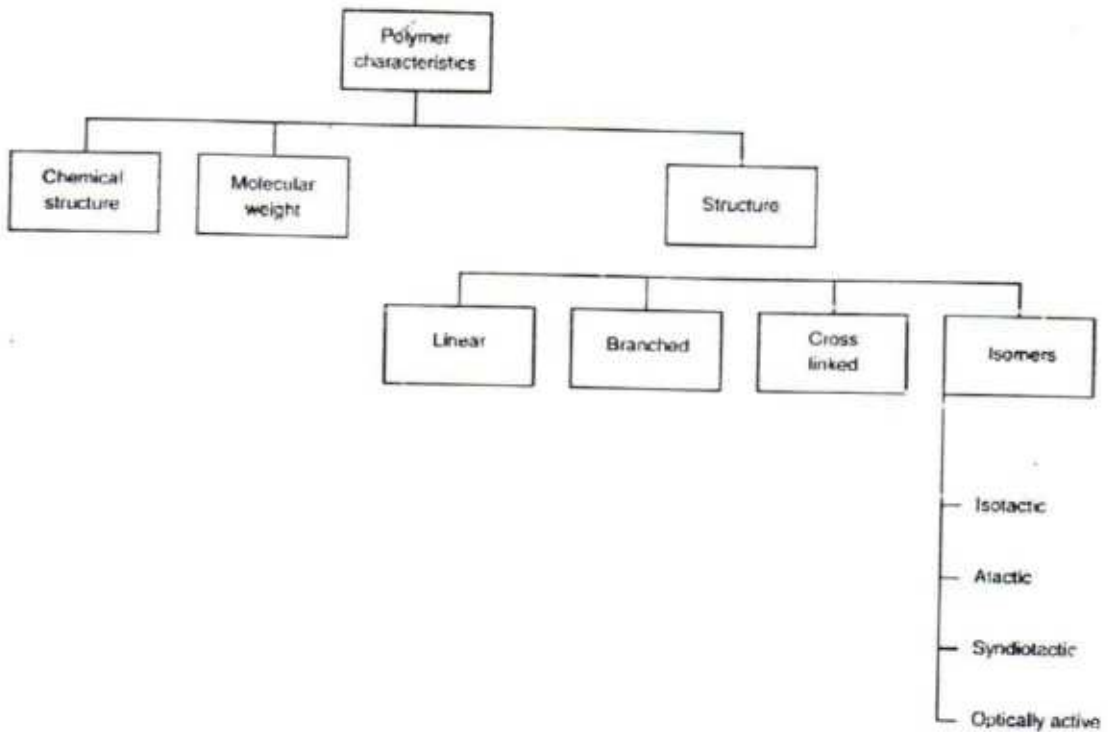 Polymer
characteristics
Chemical
structure
Molecular
weight
Structure
Linear
Branched
Cross
linked
Isomers
Isotactic
Atactic
Syndiotactic
Optically active